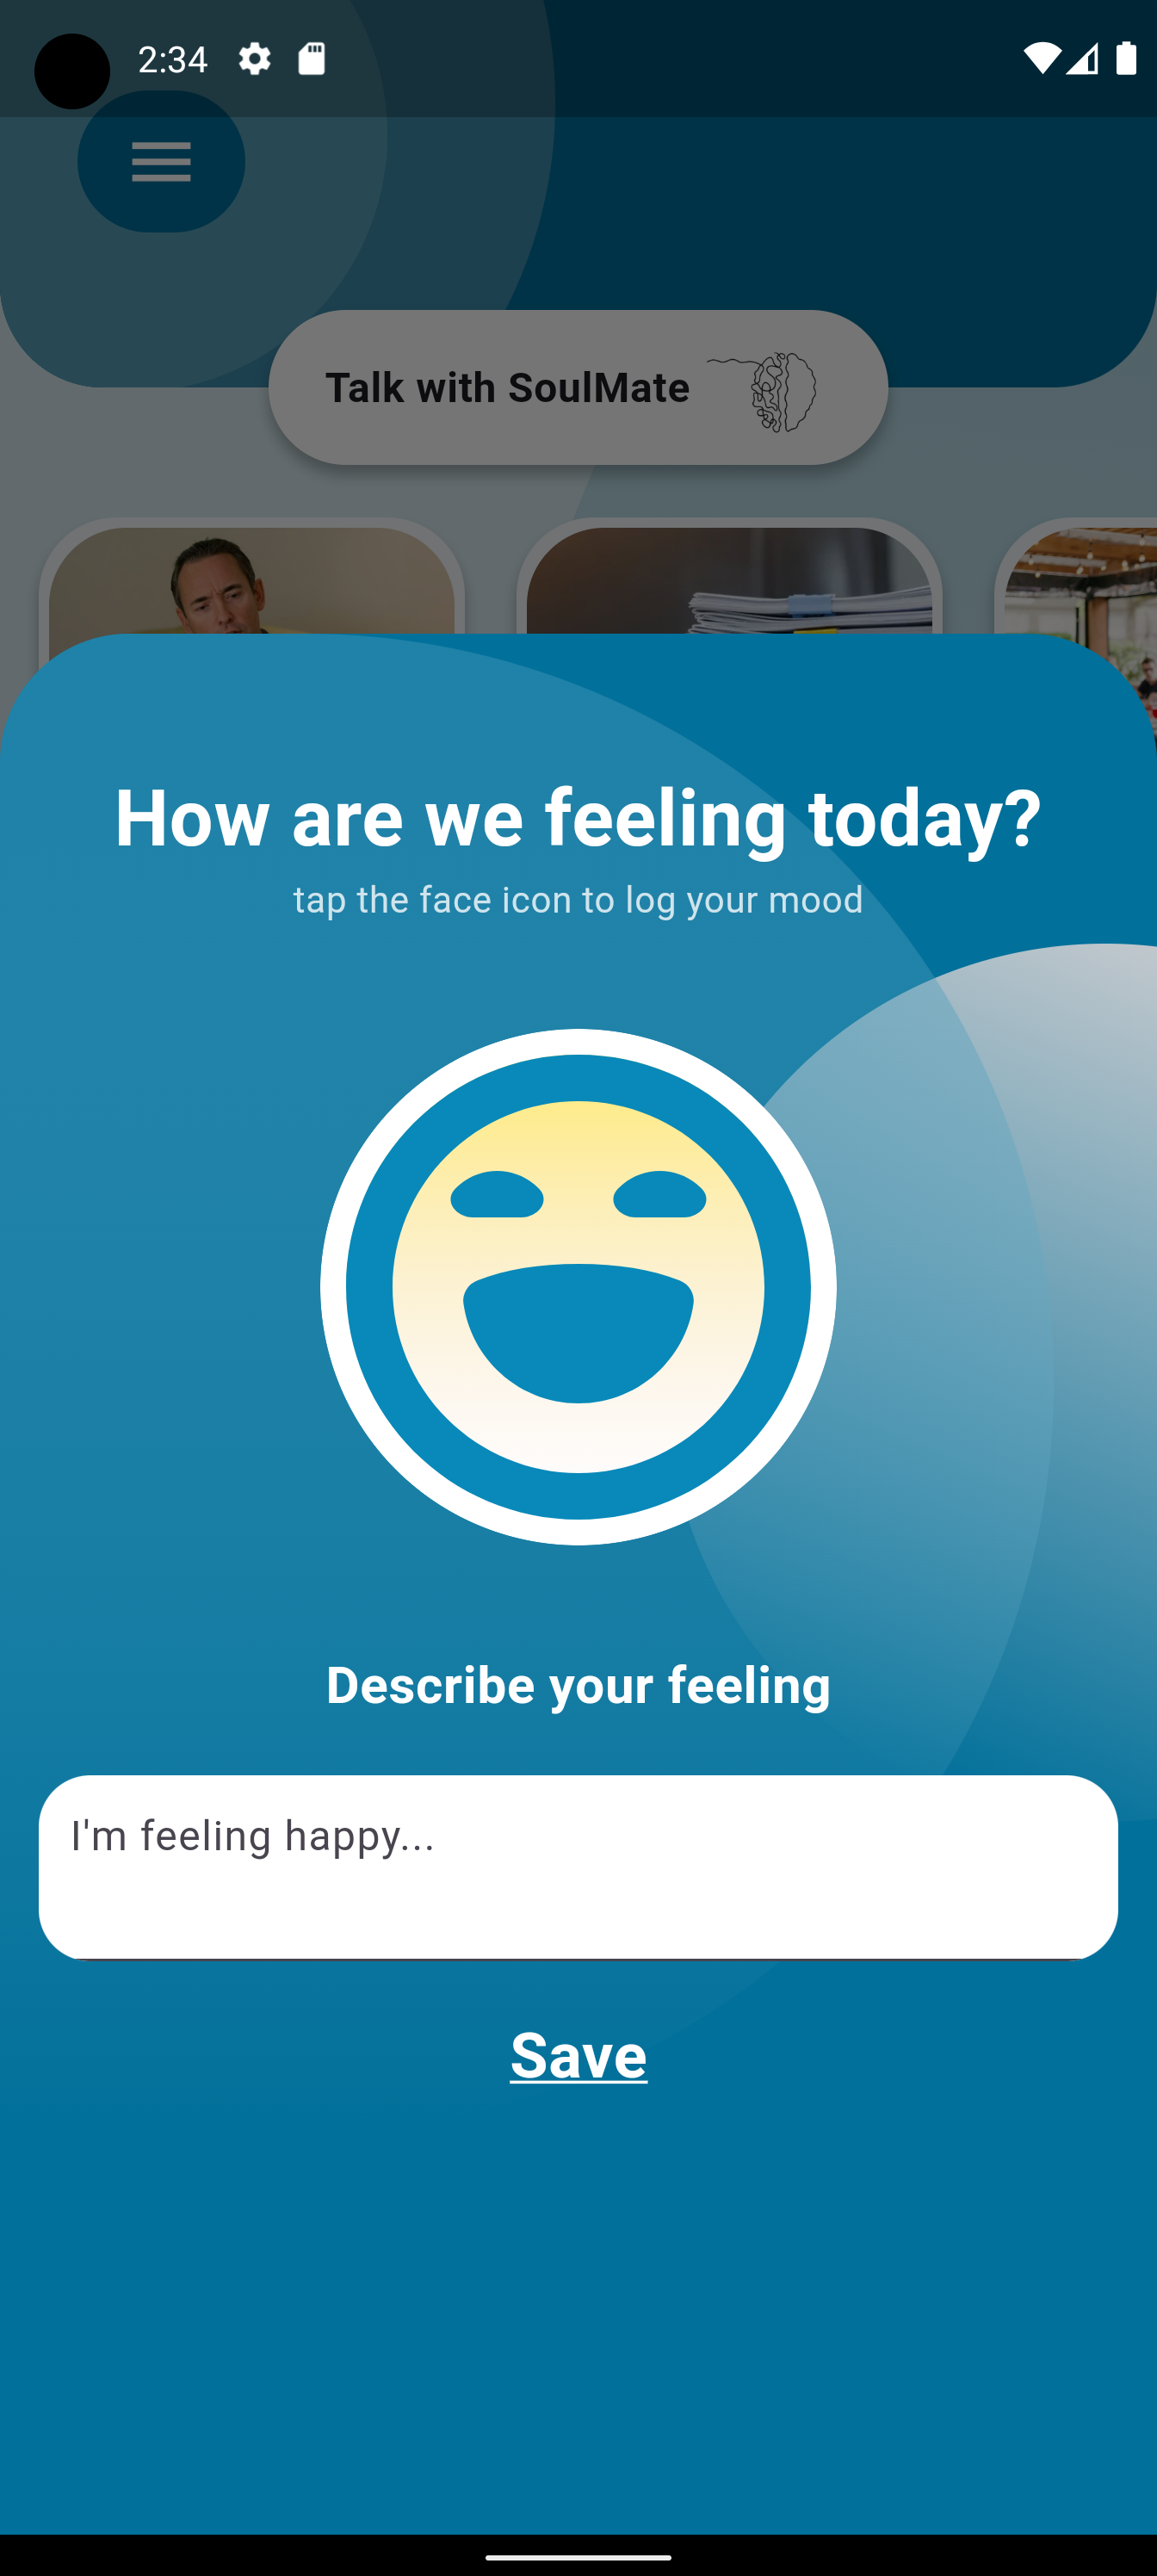 2:34
Talk with SoulMate
How are we feeling today?
tap the face icon to log your mood
Describe your feeling
I'm feeling happy...
Save